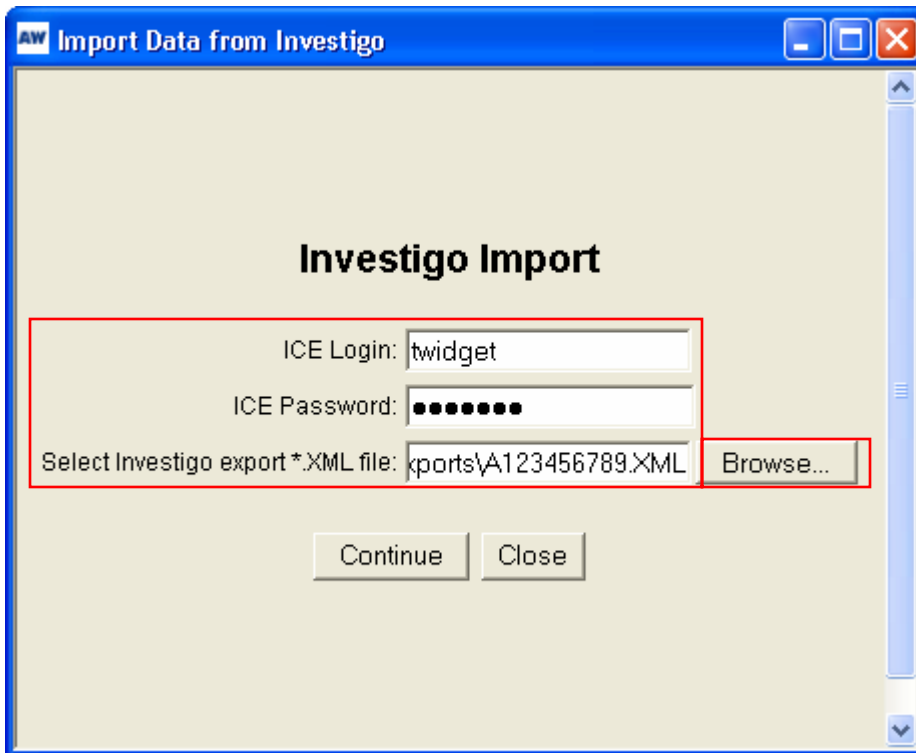 AW Import Data from Investigo
Investigo Import
ICE Login: twidget
ICE Password: ●●●●●●●
Select Investigo export *.XML file: xports\A123456789.XML Browse...
Continue Close